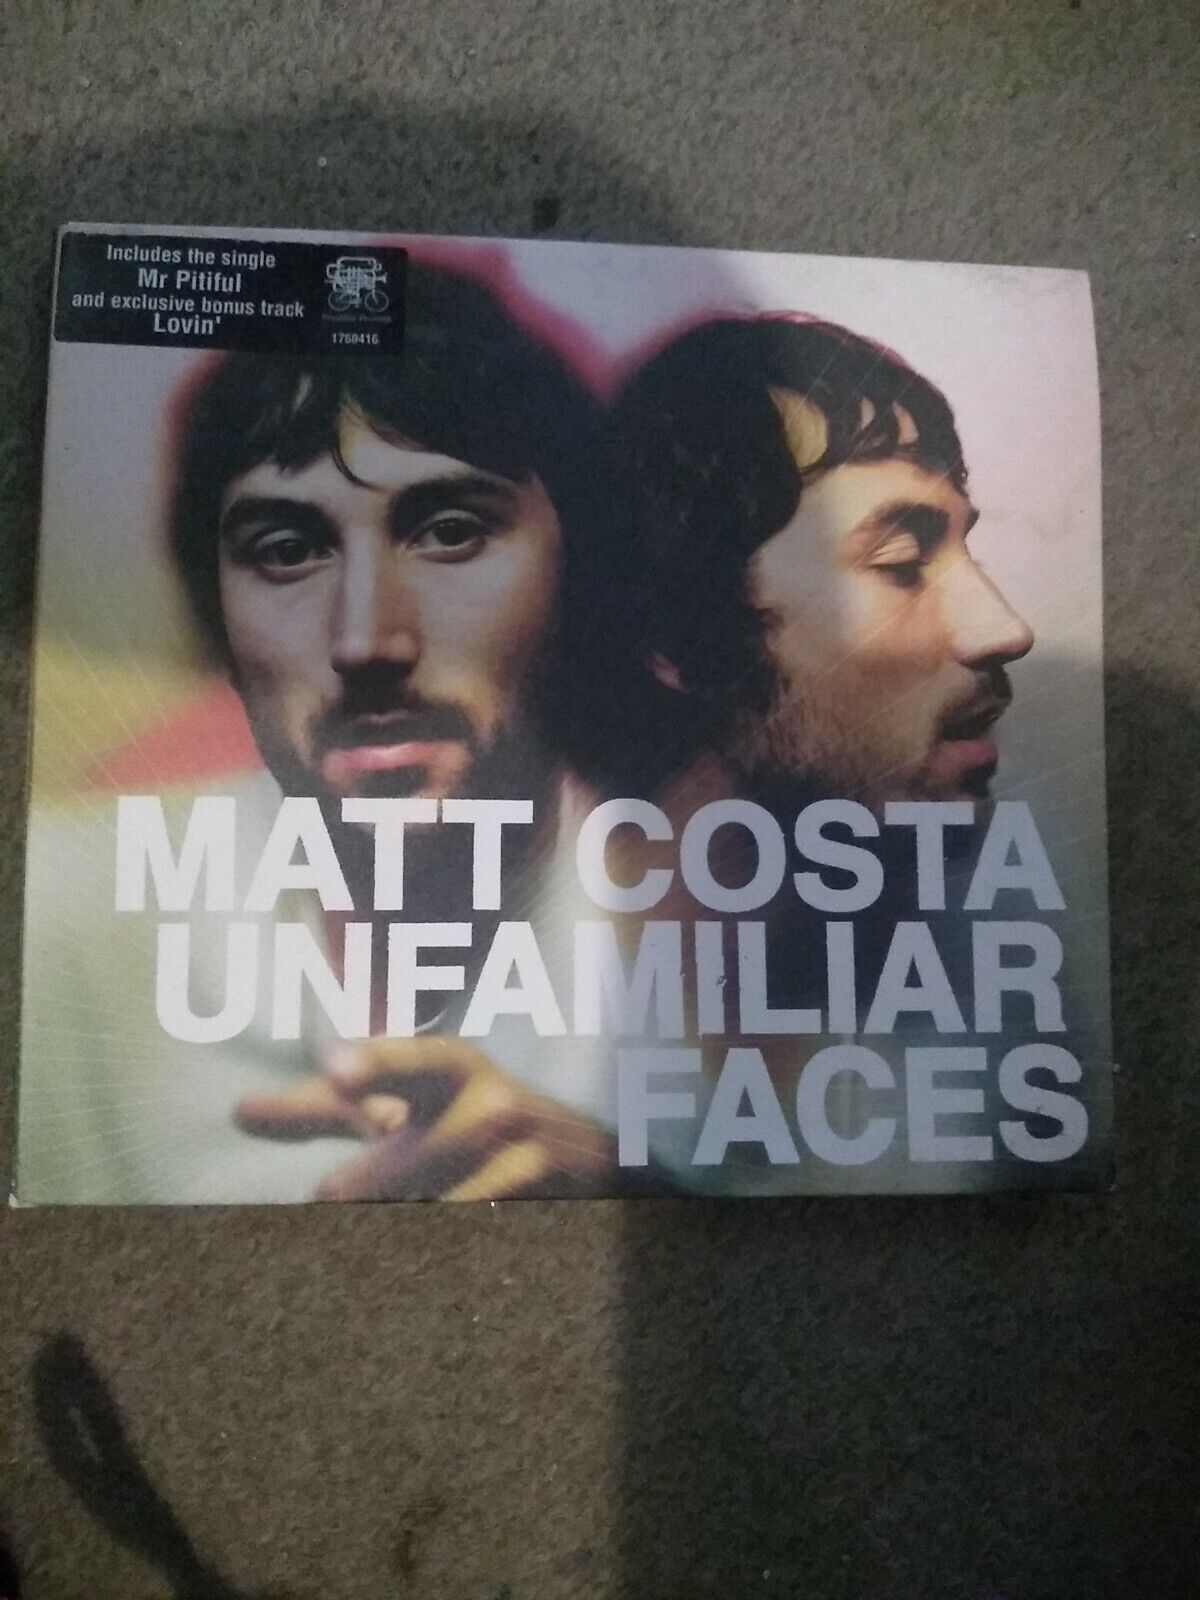 Includes the single
Mr Pitiful
and exclusive bonus track
Lovin'
1760416
MATT COSTA
UNFAMILIAR
FACES